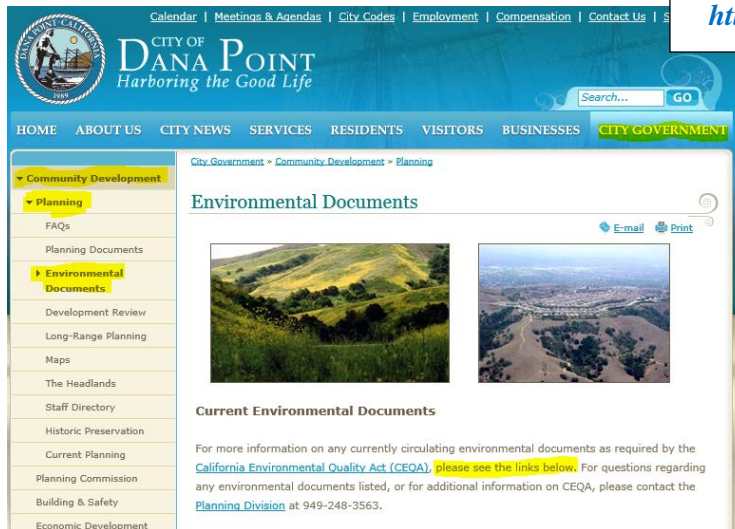 htt
Calendar | Meetings & Agendas | City Codes | Employment | Compensation | Contact Us | S
DANA POINT CALIFORNIA
1989
CITY OF
DANA POINT
Harboring the Good Life
Search... GO
HOME ABOUT US CITY NEWS SERVICES RESIDENTS VISITORS BUSINESSES CITY GOVERNMENT
City Government » Community Development » Planning
Community Development
Planning
FAQs
Planning Documents
Environmental
Documents
Development Review
Long-Range Planning
Maps
The Headlands
Staff Directory
Historic Preservation
Current Planning
Planning Commission
Building & Safety
Economic Development
Environmental Documents
E-mail Print
Current Environmental Documents
For more information on any currently circulating environmental documents as required by the
California Environmental Quality Act (CEQA), please see the links below. For questions regarding
any environmental documents listed, or for additional information on CEQA, please contact the
Planning Division at 949-248-3563.